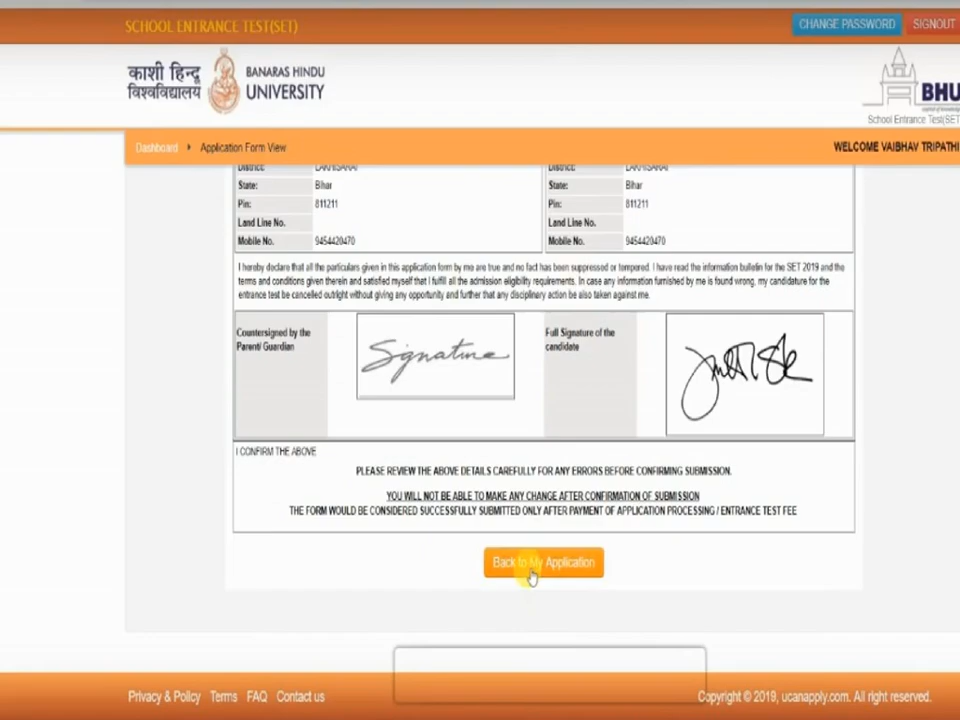 SCHOOL ENTRANCE TEST(SET)
CHANGE PASSWORD
SIGNOUT
काशी हिन्दू
विश्वविद्यालय
BANARAS HINDU
UNIVERSITY
BHU
School Entrance Test(SET
Dashboard
Application Form View
WELCOME VAIBHAV TRIPATHI
District: LAKHISARAI District: LAKHISARAI
State: Bihar State: Bihar
Pin: 811211 Pin: 811211
Land Line No. Land Line No.
Mobile No. 9454420470 Mobile No. 9454420470
I hereby declare that all the particulars given in this application form by me are true and no fact has been suppressed or tempered. I have read the information bulletin for the SET 2019 and the
terms and conditions given therein and satisfied myself that I fulfill all the admission eligibility requirements. In case any information furnished by me is found wrong, my candidature for the
entrance test be cancelled outright without giving any opportunity and further that any disciplinary action be also taken against me.
Countersigned by the
Parent/ Guardian
Signature
Full Signature of the
candidate
I CONFIRM THE ABOVE
PLEASE REVIEW THE ABOVE DETAILS CAREFULLY FOR ANY ERRORS BEFORE CONFIRMING SUBMISSION.
YOU WILL NOT BE ABLE TO MAKE ANY CHANGE AFTER CONFIRMATION OF SUBMISSION
THE FORM WOULD BE CONSIDERED SUCCESSFULLY SUBMITTED ONLY AFTER PAYMENT OF APPLICATION PROCESSING / ENTRANCE TEST FEE
Back to My Application
Privacy & Policy Terms FAQ Contact us
Copyright © 2019, ucanapply.com. All right reserved.